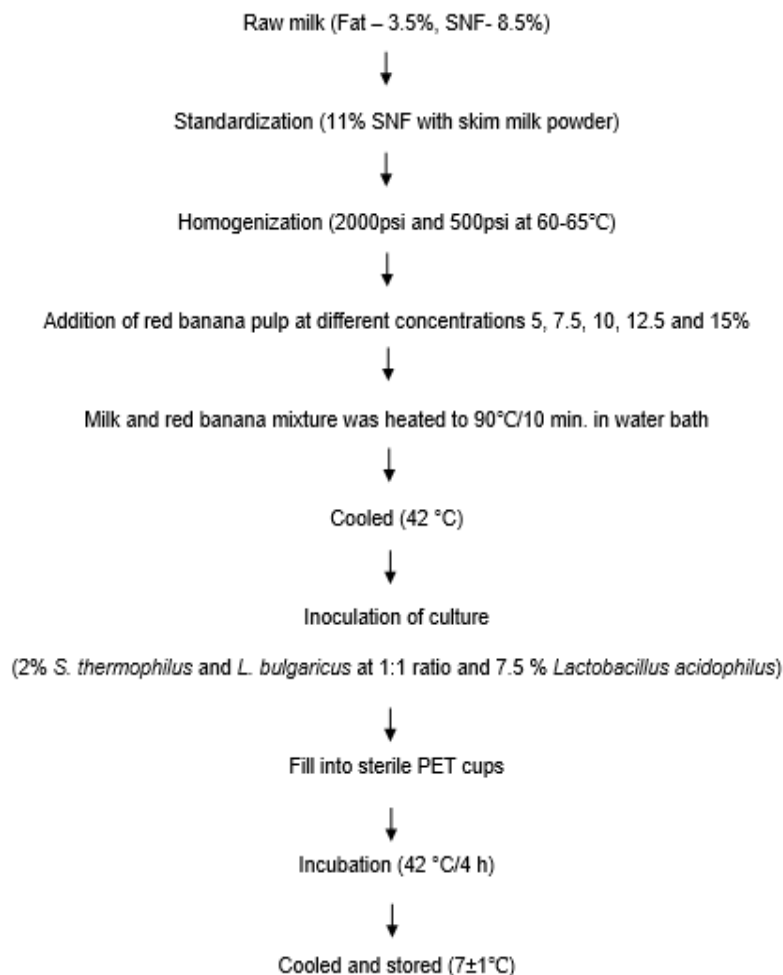 Raw milk (Fat – 3.5%, SNF- 8.5%)
Standardization (11% SNF with skim milk powder)
Homogenization (2000psi and 500psi at 60-65℃)
Addition of red banana pulp at different concentrations 5, 7.5, 10, 12.5 and 15%
Milk and red banana mixture was heated to 90℃/10 min. in water bath
Cooled (42 °C)
Inoculation of culture
(2% S. thermophilus and L. bulgaricus at 1:1 ratio and 7.5 % Lactobacillus acidophilus)
Fill into sterile PET cups
Incubation (42 °C/4 h)
Cooled and stored (7±1℃)